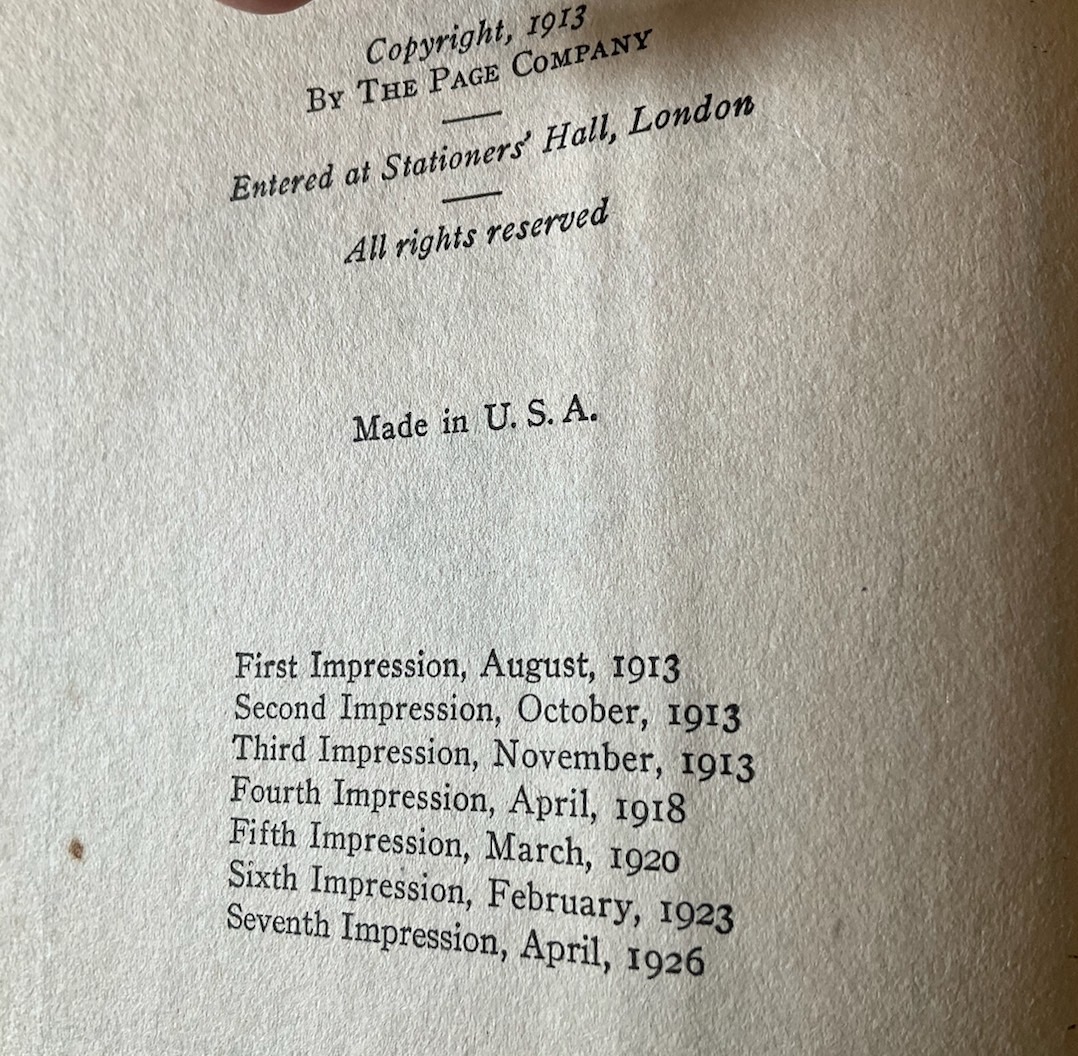 Copyright, 1913
By The Page Company
Entered at Stationers' Hall, London
All rights reserved
Made in U. S. A.
First Impression, August, 1913
Second Impression, October, 1913
Third Impression, November, 1913
Fourth Impression, April, 1918
Fifth Impression, March, 1920
Sixth Impression, February, 1923
Seventh Impression, April, 1926